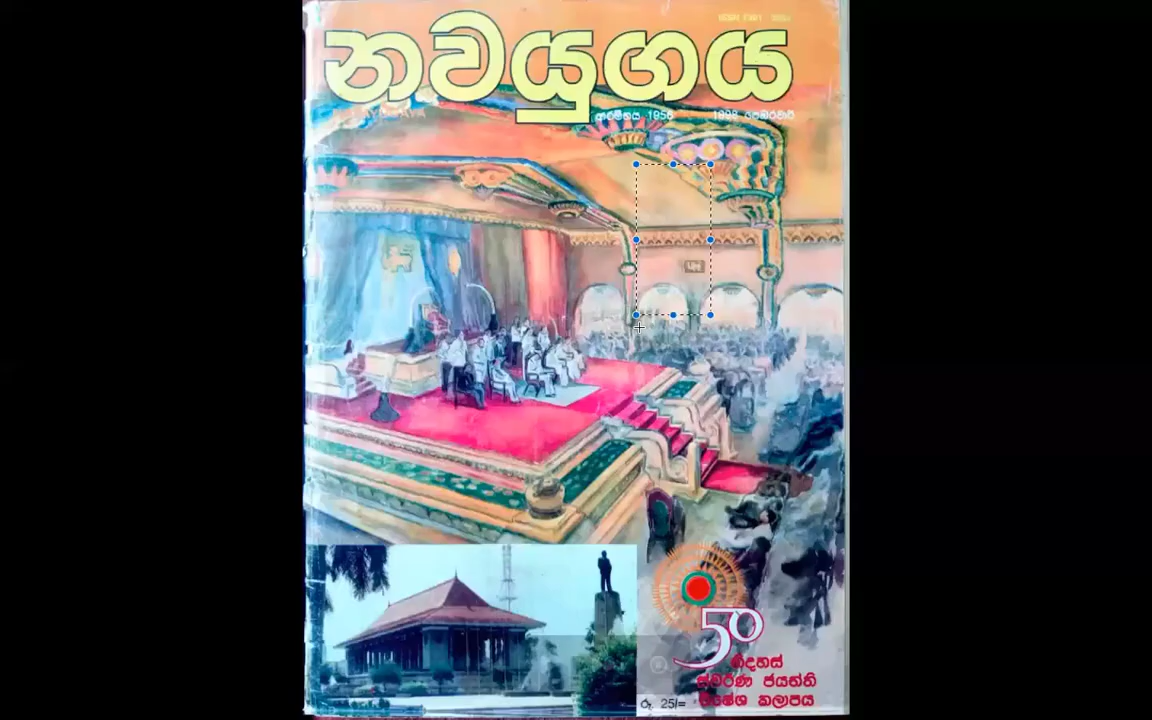 නවයුගය
ආරම්භය 1956 1998 පෙබරවාරි
50
නිදහස්
ස්වර්ණ ජයන්ති
විශේෂ කලාපය
රු. 25/=